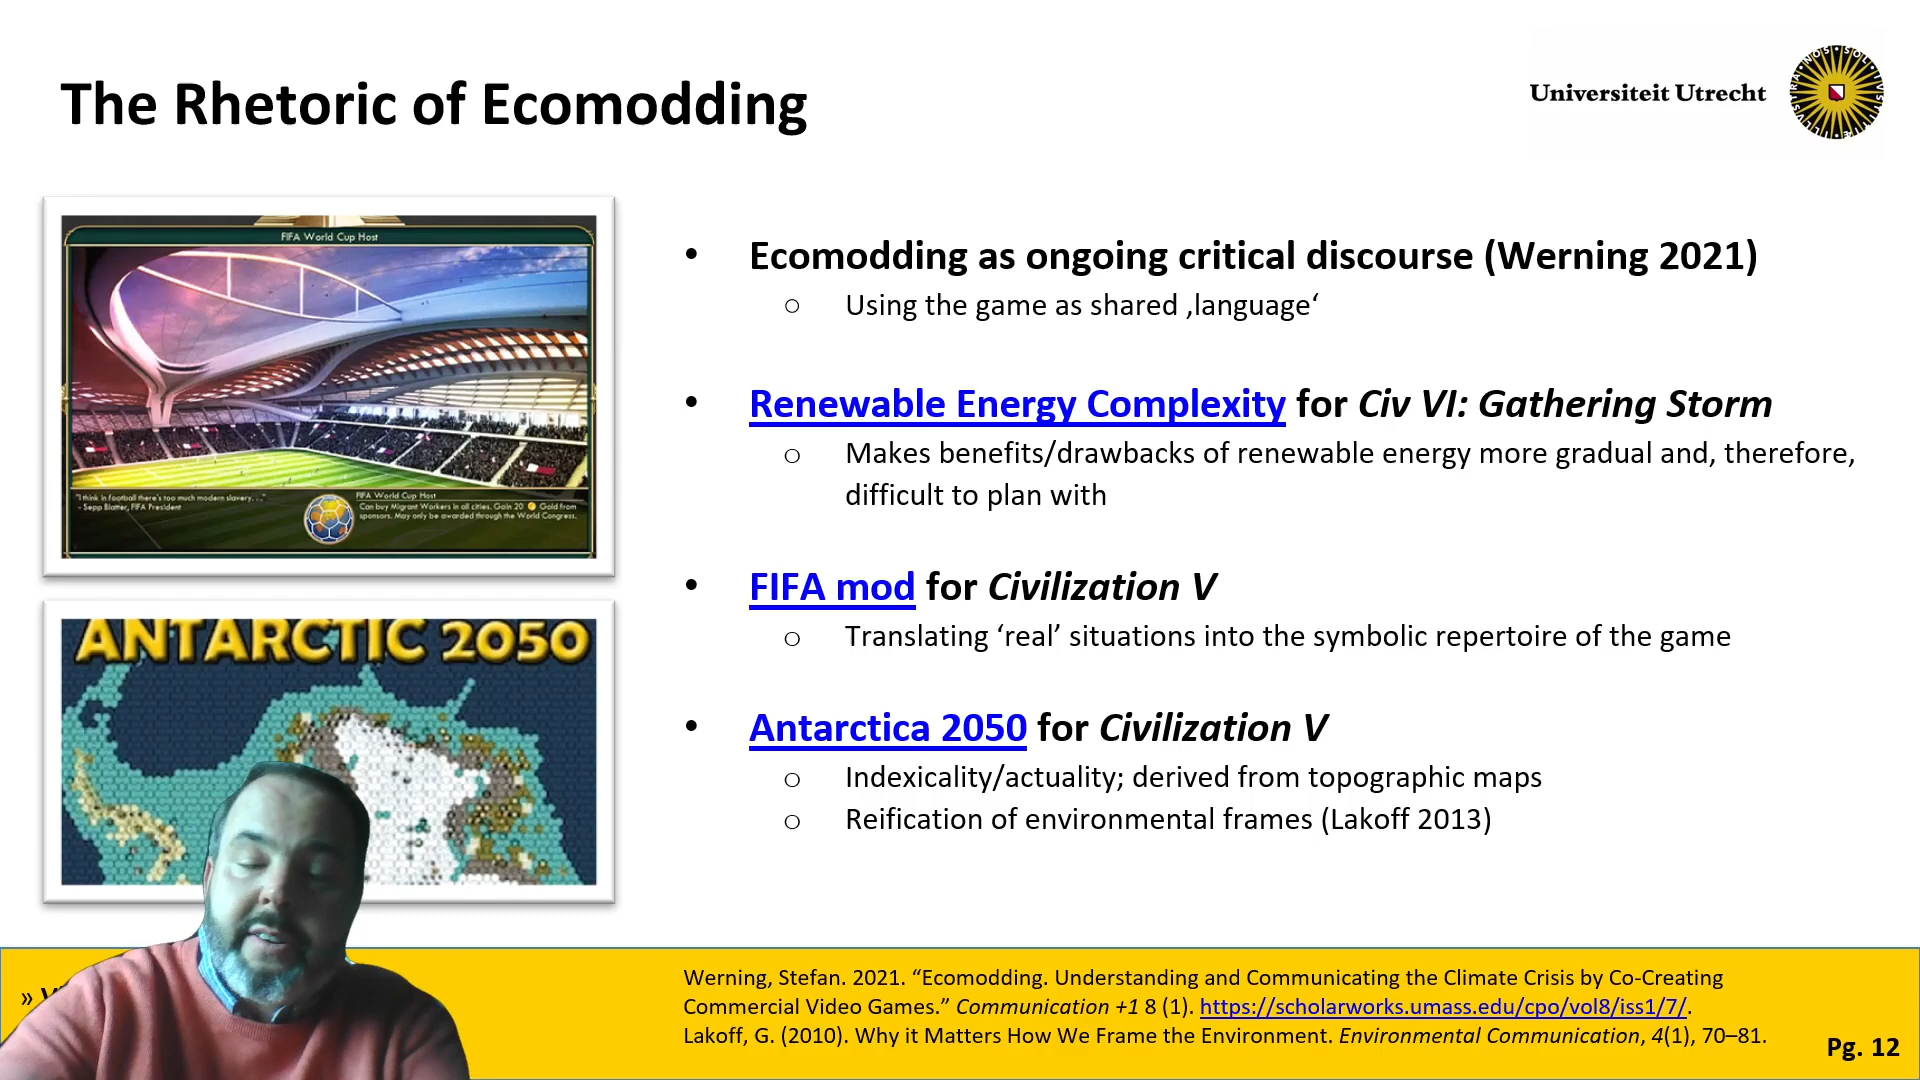 The Rhetoric of Ecomodding
Universiteit Utrecht
FIFA World Cup Host
"I think in football there's too much modern slavery. . . ."
- Sepp Blatter, FIFA President
FIFA World Cup Host
Can buy Migrant Workers in all cities. Gain 20 Gold from
sponsors. May only be awarded through the World Congress.
ANTARCTIC 2050
• Ecomodding as ongoing critical discourse (Werning 2021)
○ Using the game as shared ‚language‘
• Renewable Energy Complexity for Civ VI: Gathering Storm
○ Makes benefits/drawbacks of renewable energy more gradual and, therefore,
difficult to plan with
• FIFA mod for Civilization V
○ Translating ‘real’ situations into the symbolic repertoire of the game
• Antarctica 2050 for Civilization V
○ Indexicality/actuality; derived from topographic maps
○ Reification of environmental frames (Lakoff 2013)
»
Werning, Stefan. 2021. “Ecomodding. Understanding and Communicating the Climate Crisis by Co-Creating
Commercial Video Games.” Communication +1 8 (1). https://scholarworks.umass.edu/cpo/vol8/iss1/7/.
Lakoff, G. (2010). Why it Matters How We Frame the Environment. Environmental Communication, 4(1), 70–81.
Pg. 12